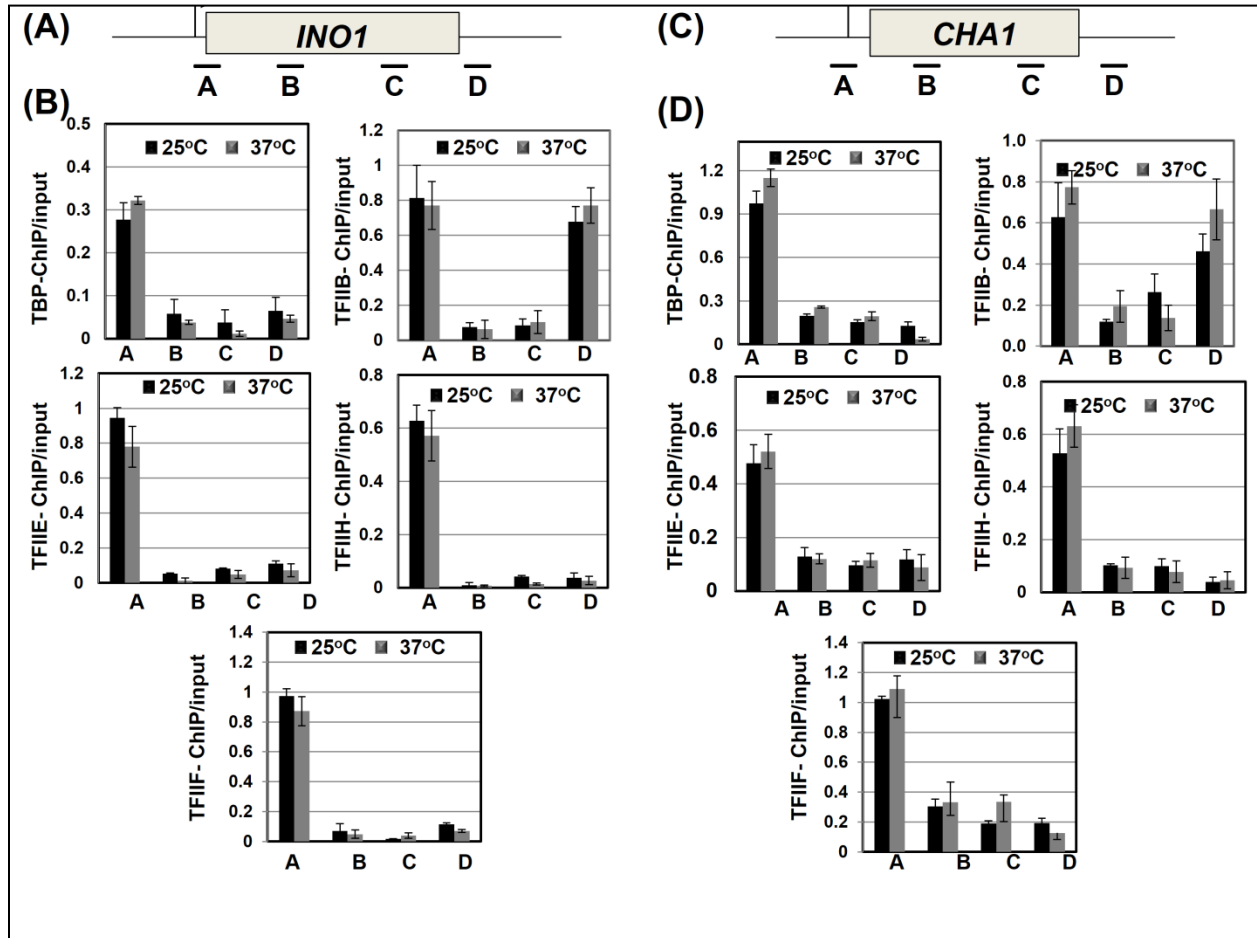 (A)
INO1
A B C D
(B)
TBP-ChIP/input
0.5
0.4
0.3
0.2
0.1
0
25°C 37°C
A B C D
TFIIB- ChIP/input
1.2
1.0
0.8
0.6
0.4
0.2
0.0
25°C 37°C
A B C D
TFIIE- ChIP/input
1.2
1
0.8
0.6
0.4
0.2
0
25°C 37°C
A B C D
TFIIH- ChIP/input
0.8
0.6
0.4
0.2
0
25°C 37°C
A B C D
TFIIF- ChIP/input
1.4
1.2
1
0.8
0.6
0.4
0.2
0
25°C 37°C
A B C D
(C)
CHA1
A B C D
(D)
TBP-ChIP/input
1.2
0.9
0.6
0.3
0
25°C 37°C
A B C D
TFIIB- ChIP/input
1.0
0.8
0.6
0.4
0.2
0.0
25°C 37°C
A B C D
TFIIE- ChIP/input
0.8
0.6
0.4
0.2
0
25°C 37°C
A B C D
TFIIH- ChIP/input
0.8
0.6
0.4
0.2
0
25°C 37°C
A B C D
TFIIF- ChIP/input
1.4
1.2
1
0.8
0.6
0.4
0.2
0
25°C 37°C
A B C D